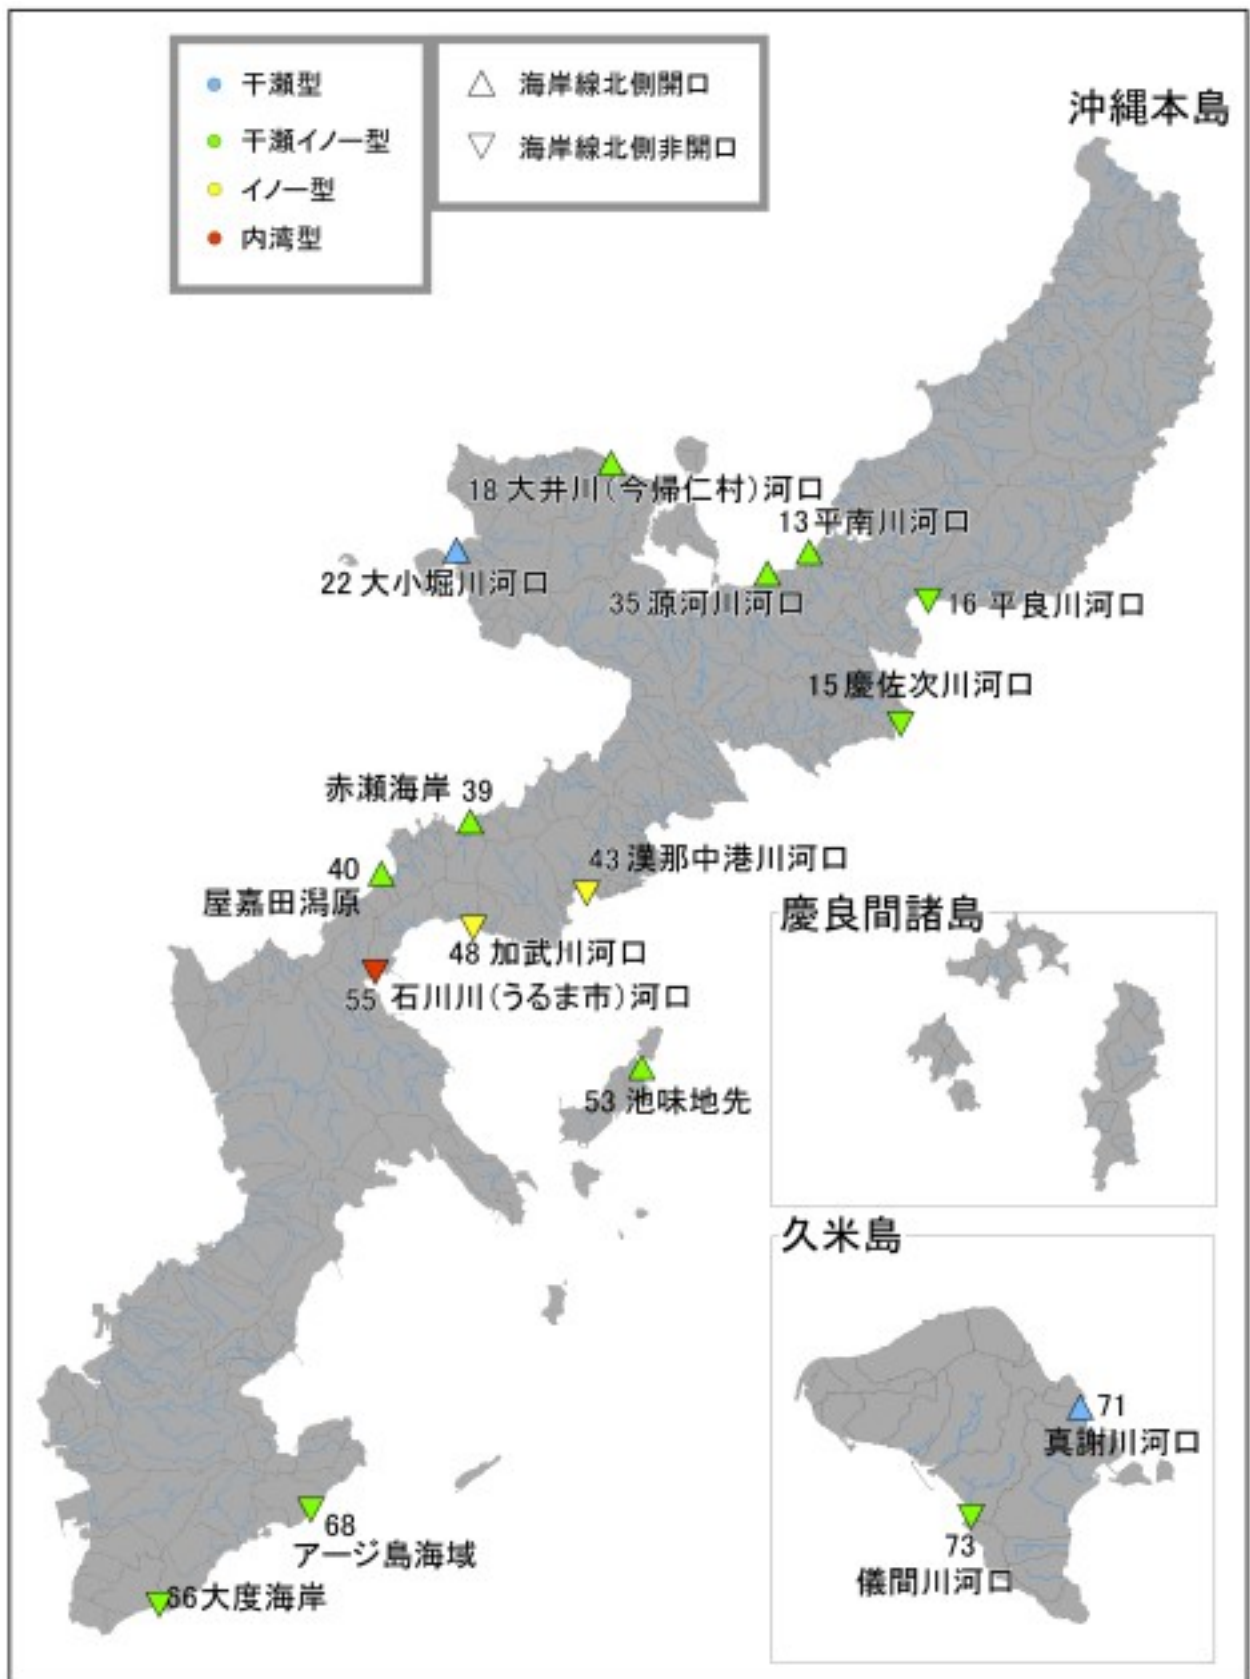 干瀬型
干瀬イノー型
イノー型
内湾型
海岸線北側開口
海岸線北側非開口
沖縄本島
18 大井川(今帰仁村)河口
13 平南川河口
22 大小堀川河口
35 源河川河口
16 平良川河口
15 慶佐次川河口
赤瀬海岸 39
43 漢那中港川河口
40
屋嘉田潟原
48 加武川河口
55 石川川(うるま市)河口
53 池味地先
慶良間諸島
久米島
71
真謝川河口
73
儀間川河口
68
アージ島海域
66大度海岸